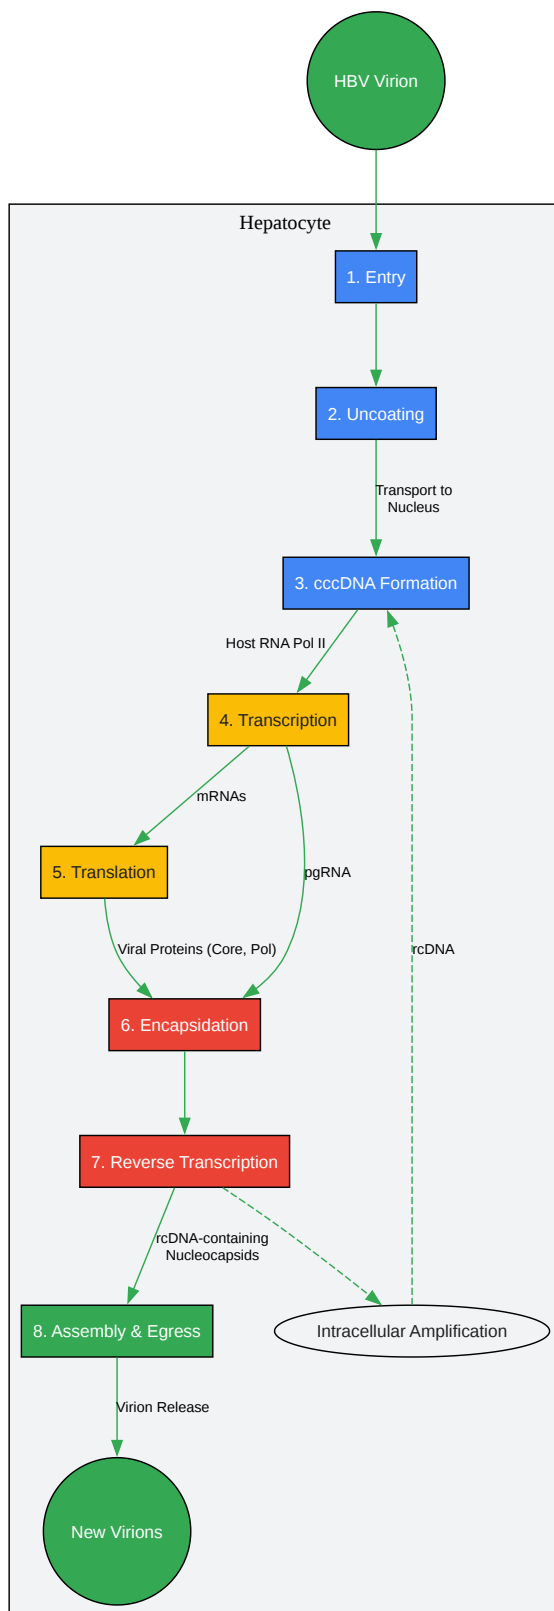 HBV Virion
Hepatocyte
1. Entry
2. Uncoating
Transport to
Nucleus
3. cccDNA Formation
Host RNA Pol II
4. Transcription
mRNAs
5. Translation
pgRNA
Viral Proteins (Core, Pol)
rcDNA
6. Encapsidation
7. Reverse Transcription
rcDNA-containing
Nucleocapsids
8. Assembly & Egress
Intracellular Amplification
Virion Release
New Virions